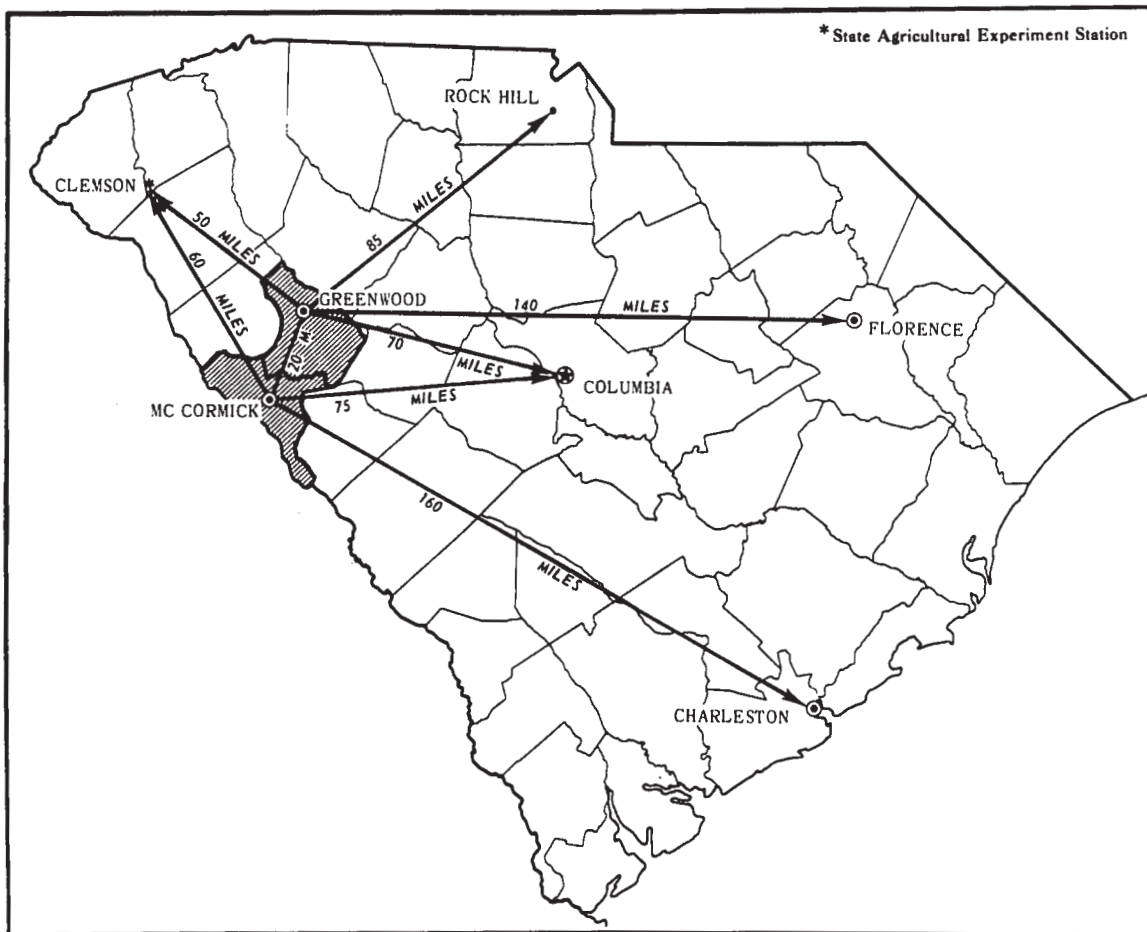 *State Agricultural Experiment Station
ROCK HILL
CLEMSON
50 MILES
60 MILES
85 MILES
GREENWOOD
140 MILES
FLORENCE
20 M.
70 MILES
COLUMBIA
MC CORMICK
75 MILES
160 MILES
CHARLESTON